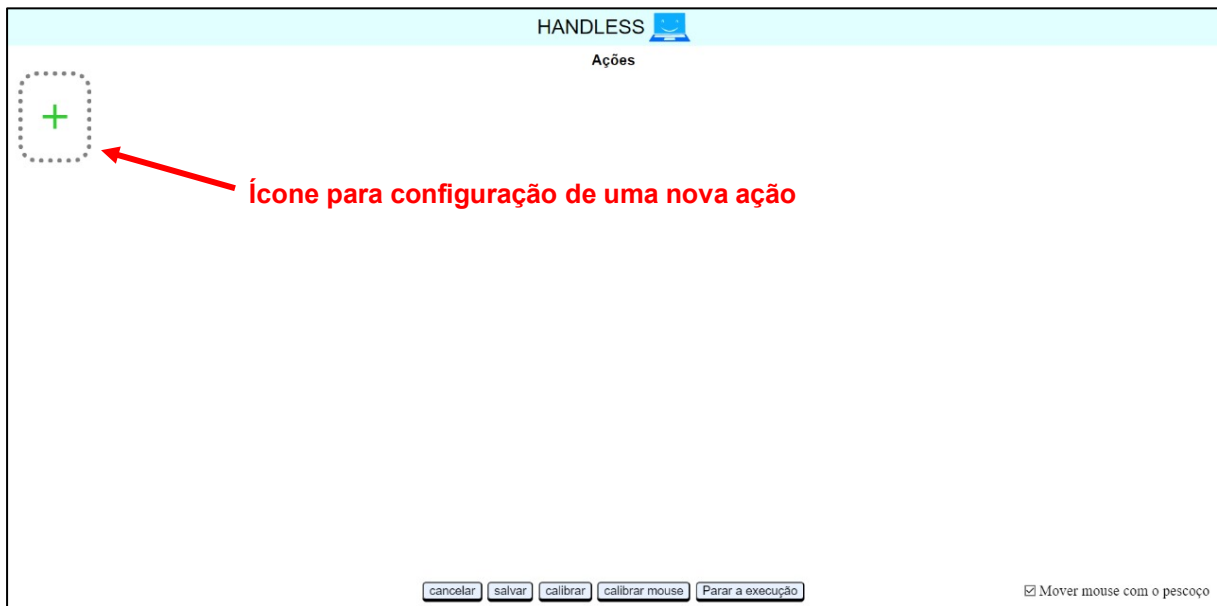 HANDLESS
Ações
+
Ícone para configuração de uma nova ação
cancelar salvar calibrar calibrar mouse Parar a execução
Mover mouse com o pescoço